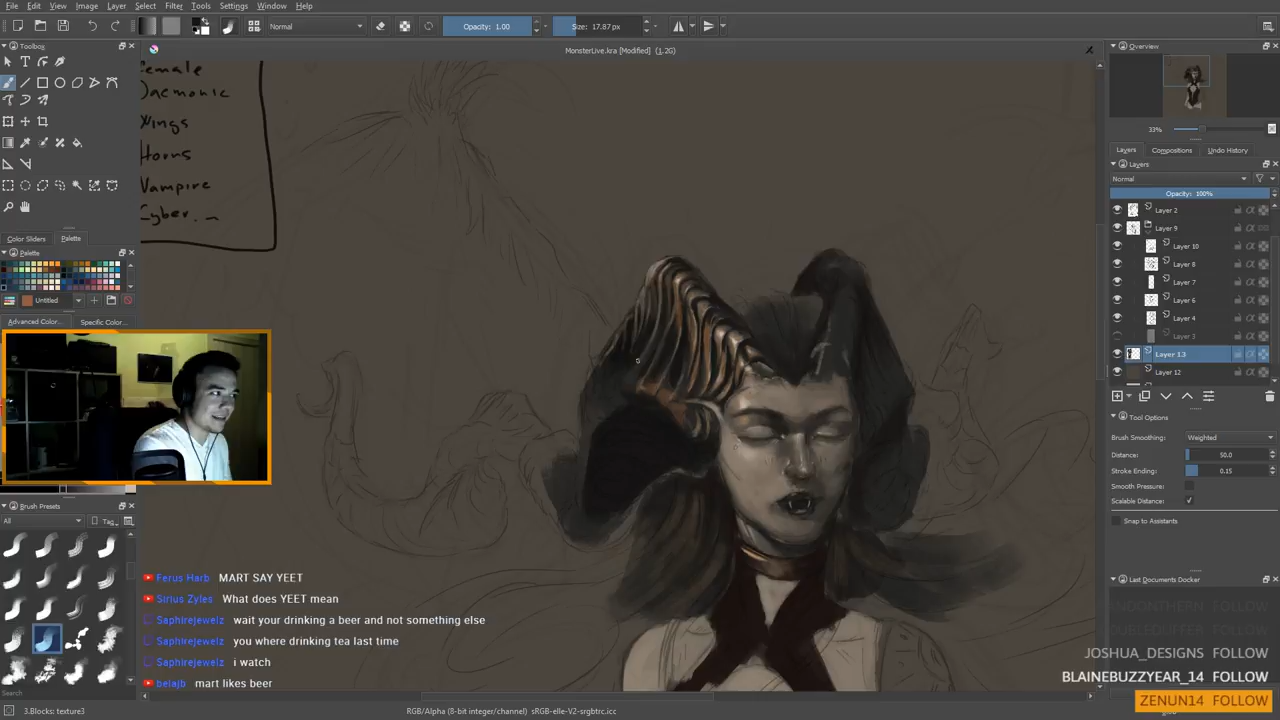 File Edit View Image Layer Select Filter Tools Settings Window Help
Normal
Opacity: 1.00
Size: 17.87 px
MonsterLive.kra [Modified] (1.2G)
Toolbox
Overview
33%
Layers Compositions Undo History
Layers
Normal
Opacity: 100%
Layer 2
Layer 9
Layer 10
Layer 8
Layer 7
Layer 6
Layer 4
Layer 3
Layer 12
Tool Options
Brush Smoothing: Weighted
Distance: 50.0
Stroke Ending: 0.15
Smooth Pressure:
Scalable Distance:
Snap to Assistants
Last Documents Docker
Female
Daemonic
Wings
Horns
Vampire
Cyber..
Color Sliders Palette
Palette
Untitled
Advanced Color... Specific Color...
Brush Presets
All
Tag
Search
Ferus Harb MART SAY YEET
Sirius Zyles What does YEET mean
Saphirejewelz wait your drinking a beer and not something else
Saphirejewelz you where drinking tea last time
Saphirejewelz i watch
belajb mart likes beer
JOSHUA_DESIGNS FOLLOW
BLAINEBUZZYEAR_14 FOLLOW
ZENUN14 FOLLOW
3.Blocks: texture3
RGB/Alpha (8-bit integer/channel) sRGB-elle-V2-srgbtrc.icc